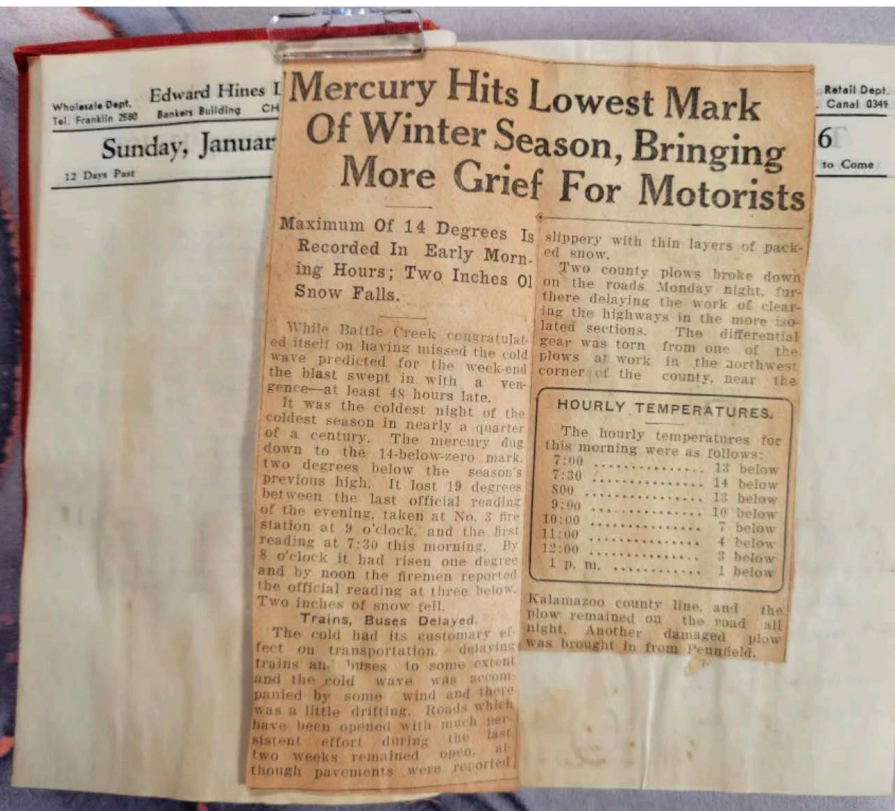 Wholesale Dept.
Tel. Franklin 2580
Edward Hines L
Bankers Building CH
Retail Dept.
. Canal 0349
Sunday, Januar
6
12 Days Past
to Come
Mercury Hits Lowest Mark
Of Winter Season, Bringing
More Grief For Motorists
Maximum Of 14 Degrees Is
Recorded In Early Morn-
ing Hours; Two Inches Of
Snow Falls.
While Battle Creek congratulat-
ed itself on having missed the cold
wave predicted for the week-end
the blast swept in with a ven-
gence—at least 48 hours late.
It was the coldest night of the
coldest season in nearly a quarter
of a century. The mercury dug
down to the 14-below-zero mark,
two degrees below the season's
previous high. It lost 19 degrees
between the last official reading
of the evening, taken at No. 3 fire
station at 9 o'clock, and the first
reading at 7:30 this morning. By
8 o'clock it had risen one degree
and by noon the firemen reported
the official reading at three below.
Two inches of snow fell.
Trains, Buses Delayed.
The cold had its customary ef-
fect on transportation, delaying
trains an buses to some extent
and the cold wave was accom-
panied by some wind and there
was a little drifting. Roads which
have been opened with much per-
sistent effort during the last
two weeks remained open, al-
though pavements were reported
slippery with thin layers of pack-
ed snow.
Two county plows broke down
on the roads Monday night, fur-
there delaying the work of clear-
ing the highways in the more iso-
lated sections. The differential
gear was torn from one of the
plows at work in the northwest
corner of the county, near the
HOURLY TEMPERATURES.
The hourly temperatures for
this morning were as follows:
7:00 .............. 13 below
7:30 .............. 14 below
800 .............. 13 below
9:00 .............. 10 below
10:00 .............. 7 below
11:00 .............. 4 below
12:00 .............. 3 below
1 p. m. ............ 1 below
Kalamazoo county line, and the
plow remained on the road all
night. Another damaged plow
was brought in from Pennfield.